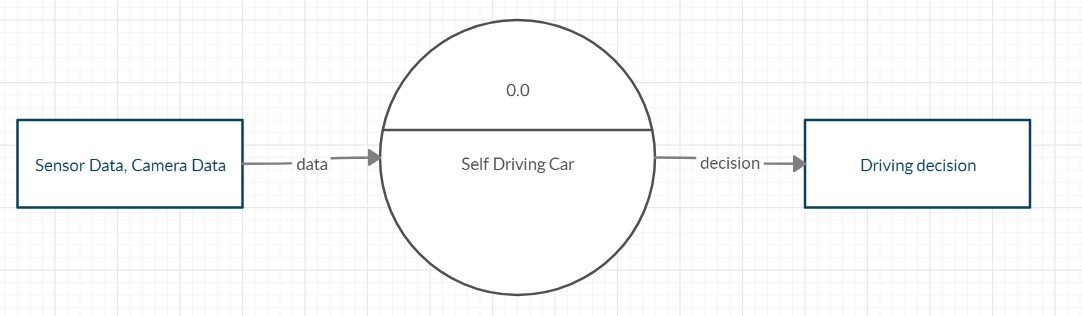 0.0
Sensor Data, Camera Data
data
Self Driving Car
decision
Driving decision